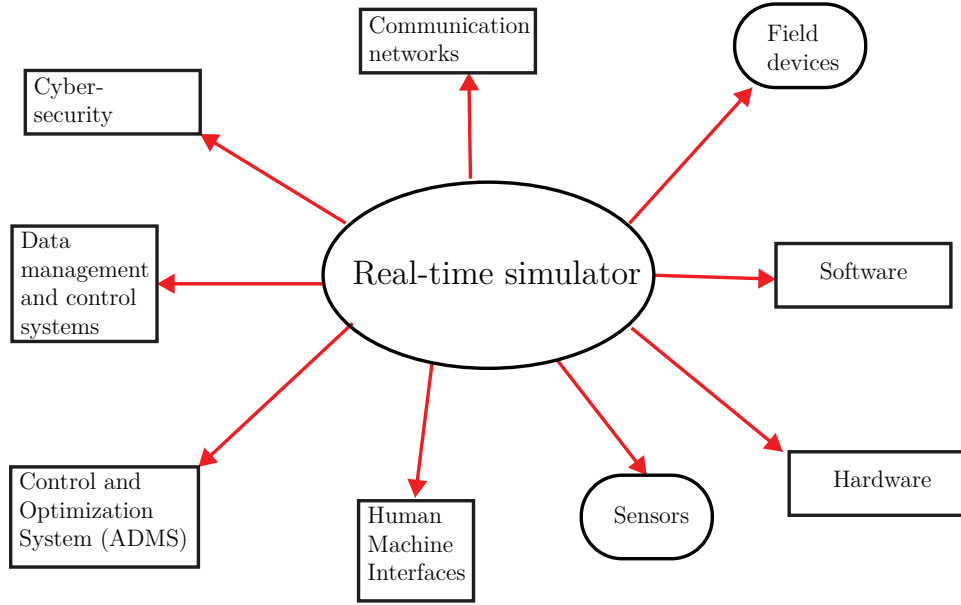 Communication
networks
Field
devices
Cyber-
security
Data
management
and control
systems
Real-time simulator
Software
Control and
Optimization
System (ADMS)
Human
Machine
Interfaces
Sensors
Hardware